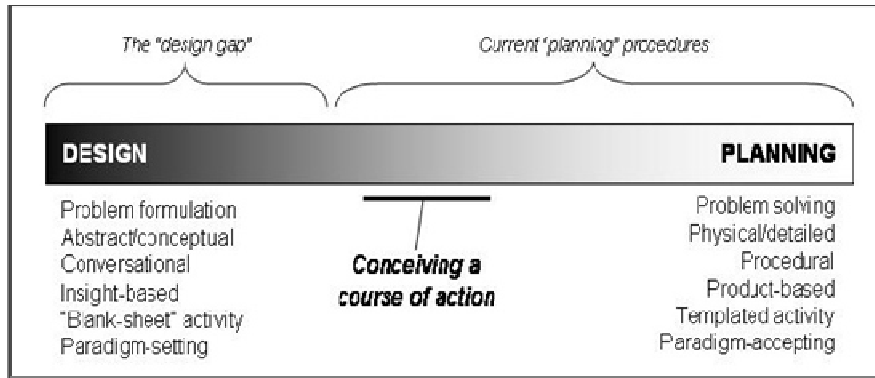 The "design gap"
Current "planning" procedures
DESIGN
PLANNING
Problem formulation
Abstract/conceptual
Conversational
Insight-based
"Blank-sheet" activity
Paradigm-setting
Conceiving a
course of action
Problem solving
Physical/detailed
Procedural
Product-based
Templated activity
Paradigm-accepting